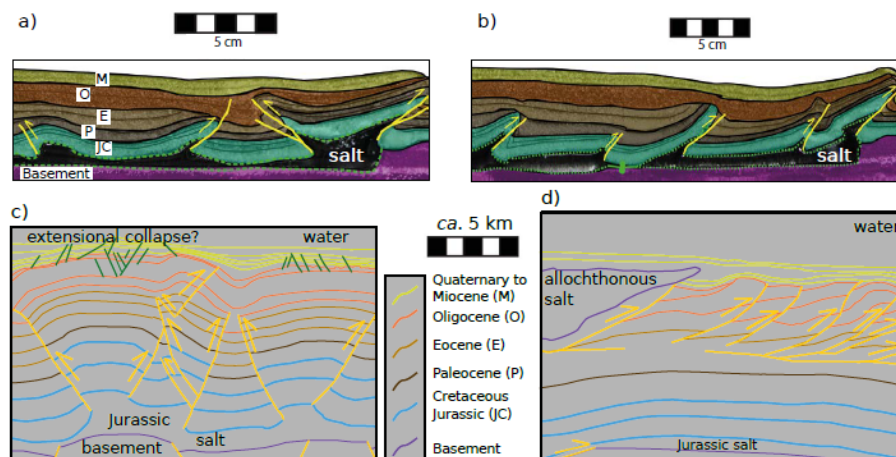 a)
5 cm
M
O
E
P
JC
salt
Basement
b)
5 cm
salt
c)
extensional collapse?
water
Jurassic
salt
basement
ca. 5 km
Quaternary to
Miocene (M)
Oligocene (O)
Eocene (E)
Paleocene (P)
Cretaceous
Jurassic (JC)
Basement
d)
water
allochthonous
salt
Jurassic salt